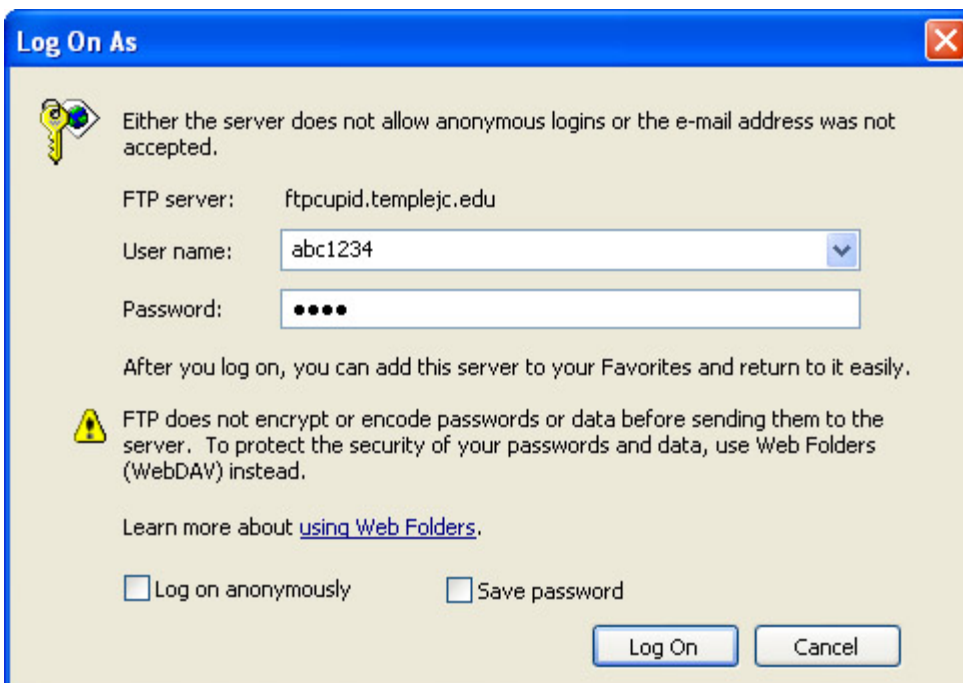 Log On As
Either the server does not allow anonymous logins or the e-mail address was not
accepted.
FTP server: ftpcupid.templejc.edu
User name: abc1234
Password: ●●●●
After you log on, you can add this server to your Favorites and return to it easily.
FTP does not encrypt or encode passwords or data before sending them to the
server. To protect the security of your passwords and data, use Web Folders
(WebDAV) instead.
Learn more about using Web Folders.
Log on anonymously Save password
Log On Cancel